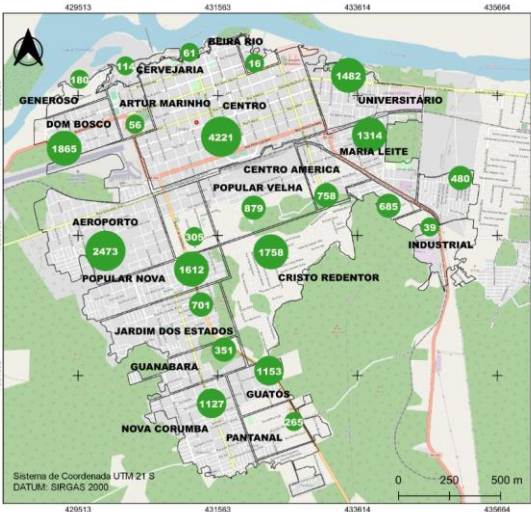 429513 431563 433614 435664
BEIRA RIO
61
16
114
CERVEJARIA
180
1482
GENEROSO
ARTUR MARINHO
CENTRO
UNIVERSITÁRIO
DOM BOSCO
56
4221
1314
1865
MARIA LEITE
CENTRO AMERICA
480
POPULAR VELHA
758
879
685
AEROPORTO
305
39
INDUSTRIAL
2473
1758
1612
POPULAR NOVA
CRISTO REDENTOR
701
JARDIM DOS ESTADOS
351
GUANABARA
1153
GUATÓS
1127
NOVA CORUMBA
265
PANTANAL
Sistema de Coordenada UTM 21 S
DATUM: SIRGAS 2000
0 250 500 m
429513 431563 433614 435664